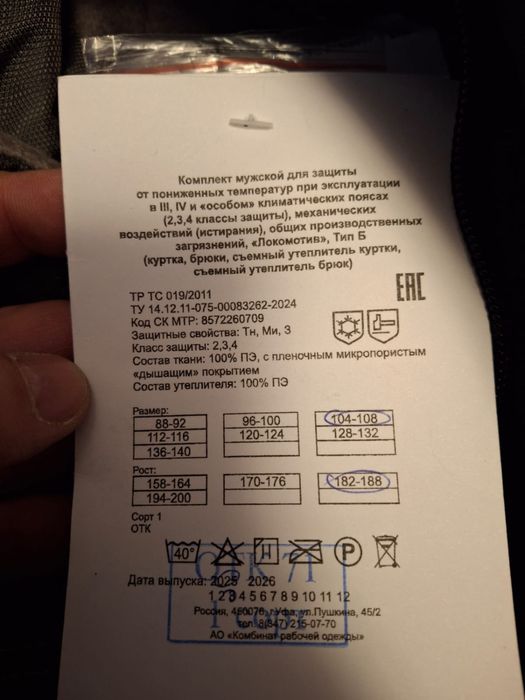 Комплект мужской для защиты
от пониженных температур при эксплуатации
в III, IV и «особом» климатических поясах
(2,3,4 классы защиты), механических
воздействий (истирания), общих производственных
загрязнений, «Локомотив», Тип Б
(куртка, брюки, съемный утеплитель куртки,
съемный утеплитель брюк)
ЕАС
ТР ТС 019/2011
ТУ 14.12.11-075-00083262-2024
Код СК МТР: 8572260709
Защитные свойства: Тн, Ми, З
Класс защиты: 2,3,4
Состав ткани: 100% ПЭ, с пленочным микропористым
«дышащим» покрытием
Состав утеплителя: 100% ПЭ
Размер:
88-92 96-100 104-108
112-116 120-124 128-132
136-140
Рост:
158-164 170-176 182-188
194-200
Сорт 1
ОТК
40° P
Дата выпуска: 2025 2026
1 2 3 4 5 6 7 8 9 10 11 12
Россия, 450076, г.Уфа, ул.Пушкина, 45/2
тел. 8(347) 215-07-70
АО «Комбинат рабочей одежды»